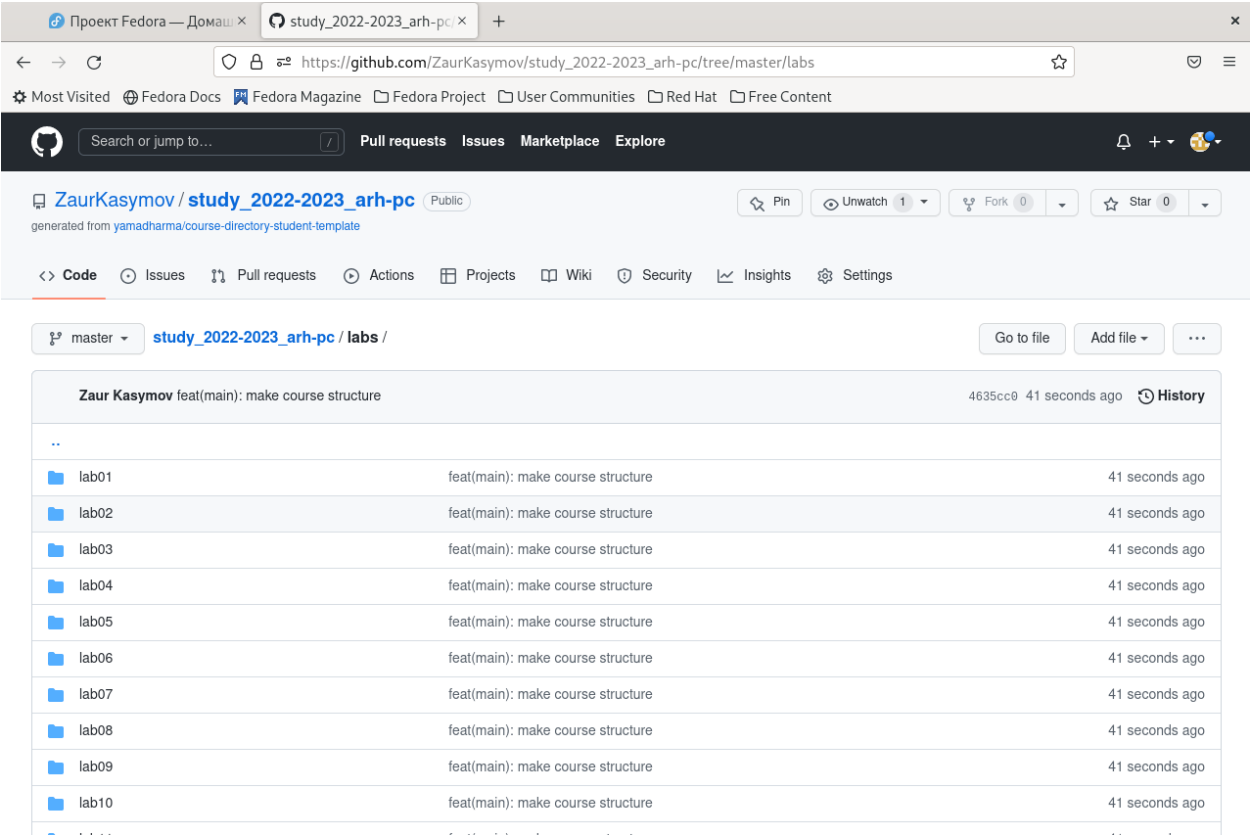 Проект Fedora — Домаш
study_2022-2023_arh-pc/
https://github.com/ZaurKasymov/study_2022-2023_arh-pc/tree/master/labs
Most Visited Fedora Docs Fedora Magazine Fedora Project User Communities Red Hat Free Content
Search or jump to… / Pull requests Issues Marketplace Explore
ZaurKasymov / study_2022-2023_arh-pc Public Pin Unwatch 1 Fork 0 Star 0
generated from yamadharma/course-directory-student-template
Code Issues Pull requests Actions Projects Wiki Security Insights Settings
master study_2022-2023_arh-pc / labs / Go to file Add file ...
Zaur Kasymov feat(main): make course structure 4635cc0 41 seconds ago History
..
lab01 feat(main): make course structure 41 seconds ago
lab02 feat(main): make course structure 41 seconds ago
lab03 feat(main): make course structure 41 seconds ago
lab04 feat(main): make course structure 41 seconds ago
lab05 feat(main): make course structure 41 seconds ago
lab06 feat(main): make course structure 41 seconds ago
lab07 feat(main): make course structure 41 seconds ago
lab08 feat(main): make course structure 41 seconds ago
lab09 feat(main): make course structure 41 seconds ago
lab10 feat(main): make course structure 41 seconds ago